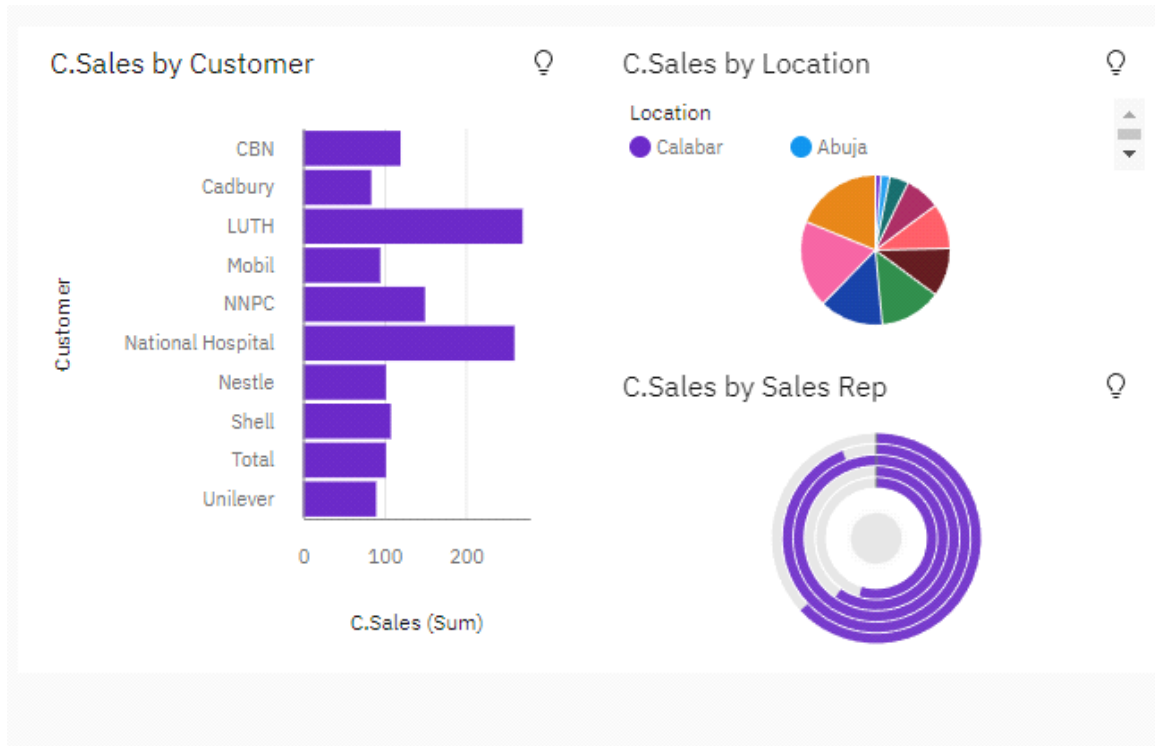 C.Sales by Customer
Customer
CBN
Cadbury
LUTH
Mobil
NNPC
National Hospital
Nestle
Shell
Total
Unilever
0 100 200
C.Sales (Sum)
C.Sales by Location
Location
Calabar Abuja
C.Sales by Sales Rep